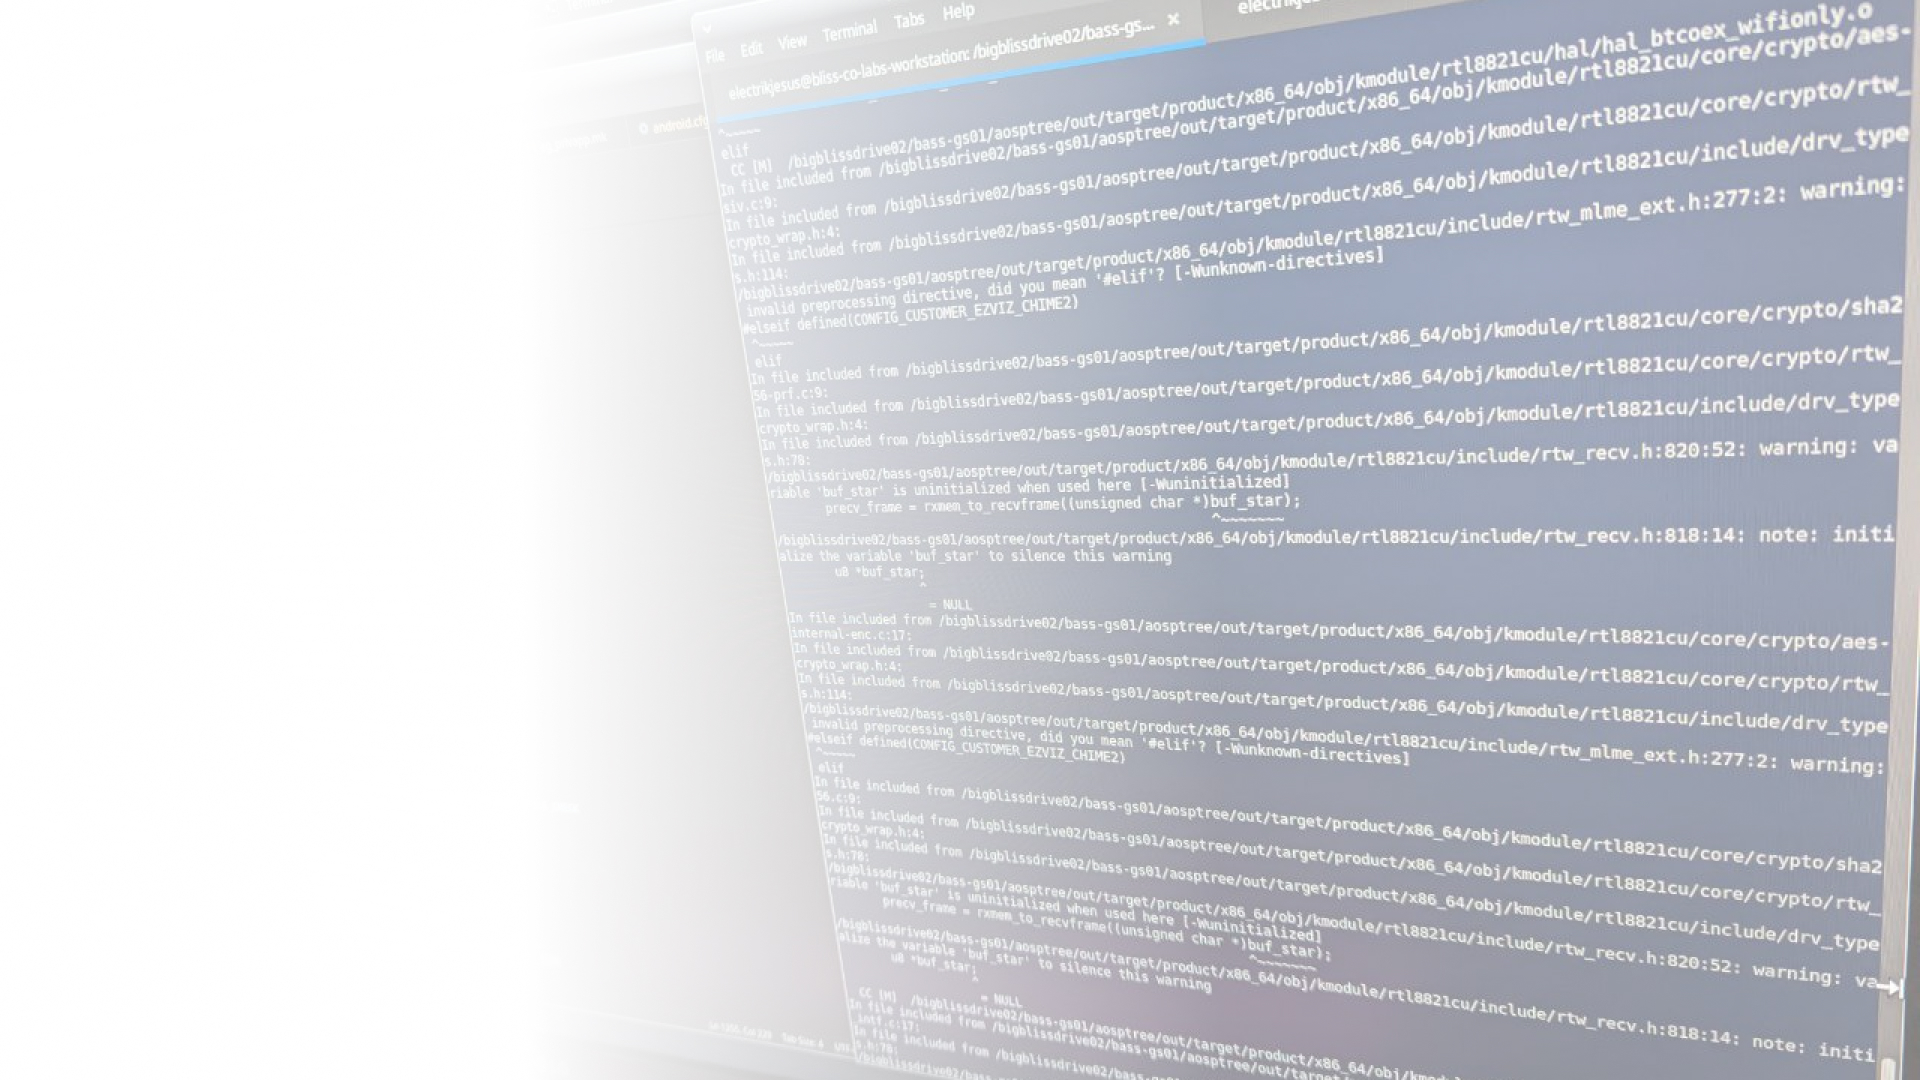 File Edit View Terminal Tabs Help
electrikjesus@bliss-co-labs-workstation: /bigblissdrive02/bass-gs... ×
android.cfg
^~~~~~
elif
CC [M] /bigblissdrive02/bass-gs01/aosptree/out/target/product/x86_64/obj/kmodule/rtl8821cu/hal/hal_btcoex_wifionly.o
In file included from /bigblissdrive02/bass-gs01/aosptree/out/target/product/x86_64/obj/kmodule/rtl8821cu/core/crypto/aes-
siv.c:9:
In file included from /bigblissdrive02/bass-gs01/aosptree/out/target/product/x86_64/obj/kmodule/rtl8821cu/core/crypto/rtw_
crypto_wrap.h:4:
In file included from /bigblissdrive02/bass-gs01/aosptree/out/target/product/x86_64/obj/kmodule/rtl8821cu/include/drv_type
s.h:114:
/bigblissdrive02/bass-gs01/aosptree/out/target/product/x86_64/obj/kmodule/rtl8821cu/include/rtw_mlme_ext.h:277:2: warning:
invalid preprocessing directive, did you mean '#elif'? [-Wunknown-directives]
#elseif defined(CONFIG_CUSTOMER_EZVIZ_CHIME2)
^~~~~~
elif
In file included from /bigblissdrive02/bass-gs01/aosptree/out/target/product/x86_64/obj/kmodule/rtl8821cu/core/crypto/sha2
56-prf.c:9:
In file included from /bigblissdrive02/bass-gs01/aosptree/out/target/product/x86_64/obj/kmodule/rtl8821cu/core/crypto/rtw_
crypto_wrap.h:4:
In file included from /bigblissdrive02/bass-gs01/aosptree/out/target/product/x86_64/obj/kmodule/rtl8821cu/include/drv_type
s.h:78:
/bigblissdrive02/bass-gs01/aosptree/out/target/product/x86_64/obj/kmodule/rtl8821cu/include/rtw_recv.h:820:52: warning: va
riable 'buf_star' is uninitialized when used here [-Wuninitialized]
precv_frame = rxmem_to_recvframe((unsigned char *)buf_star);
^~~~~~~~
/bigblissdrive02/bass-gs01/aosptree/out/target/product/x86_64/obj/kmodule/rtl8821cu/include/rtw_recv.h:818:14: note: initi
alize the variable 'buf_star' to silence this warning
u8 *buf_star;
^
= NULL
In file included from /bigblissdrive02/bass-gs01/aosptree/out/target/product/x86_64/obj/kmodule/rtl8821cu/core/crypto/aes-
internal-enc.c:17:
In file included from /bigblissdrive02/bass-gs01/aosptree/out/target/product/x86_64/obj/kmodule/rtl8821cu/core/crypto/rtw_
crypto_wrap.h:4:
In file included from /bigblissdrive02/bass-gs01/aosptree/out/target/product/x86_64/obj/kmodule/rtl8821cu/include/drv_type
s.h:114:
/bigblissdrive02/bass-gs01/aosptree/out/target/product/x86_64/obj/kmodule/rtl8821cu/include/rtw_mlme_ext.h:277:2: warning:
invalid preprocessing directive, did you mean '#elif'? [-Wunknown-directives]
#elseif defined(CONFIG_CUSTOMER_EZVIZ_CHIME2)
^~~~~~
elif
In file included from /bigblissdrive02/bass-gs01/aosptree/out/target/product/x86_64/obj/kmodule/rtl8821cu/core/crypto/sha2
56.c:9:
In file included from /bigblissdrive02/bass-gs01/aosptree/out/target/product/x86_64/obj/kmodule/rtl8821cu/core/crypto/rtw_
crypto_wrap.h:4:
In file included from /bigblissdrive02/bass-gs01/aosptree/out/target/product/x86_64/obj/kmodule/rtl8821cu/include/drv_type
s.h:78:
/bigblissdrive02/bass-gs01/aosptree/out/target/product/x86_64/obj/kmodule/rtl8821cu/include/rtw_recv.h:820:52: warning: va
riable 'buf_star' is uninitialized when used here [-Wuninitialized]
precv_frame = rxmem_to_recvframe((unsigned char *)buf_star);
^~~~~~~~
/bigblissdrive02/bass-gs01/aosptree/out/target/product/x86_64/obj/kmodule/rtl8821cu/include/rtw_recv.h:818:14: note: initi
alize the variable 'buf_star' to silence this warning
u8 *buf_star;
^
= NULL
CC [M] /bigblissdrive02/bass-gs01/aosptree/out/target/product/x86_64/obj/kmod
In file included from /bigblissdrive02/bass-gs01/aosptree/out/target/product/x86_64/obj/
intf.c:17:
In file included from /bigblissdrive02/bass-gs01/aosptree/out/target
s.h:78:
/bigblissdrive02/bass-gs01/aosptree